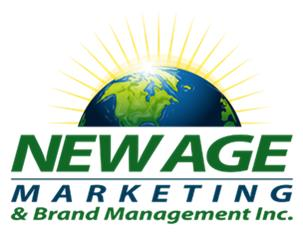 NEW AGE
MARKETING
& Brand Management Inc.